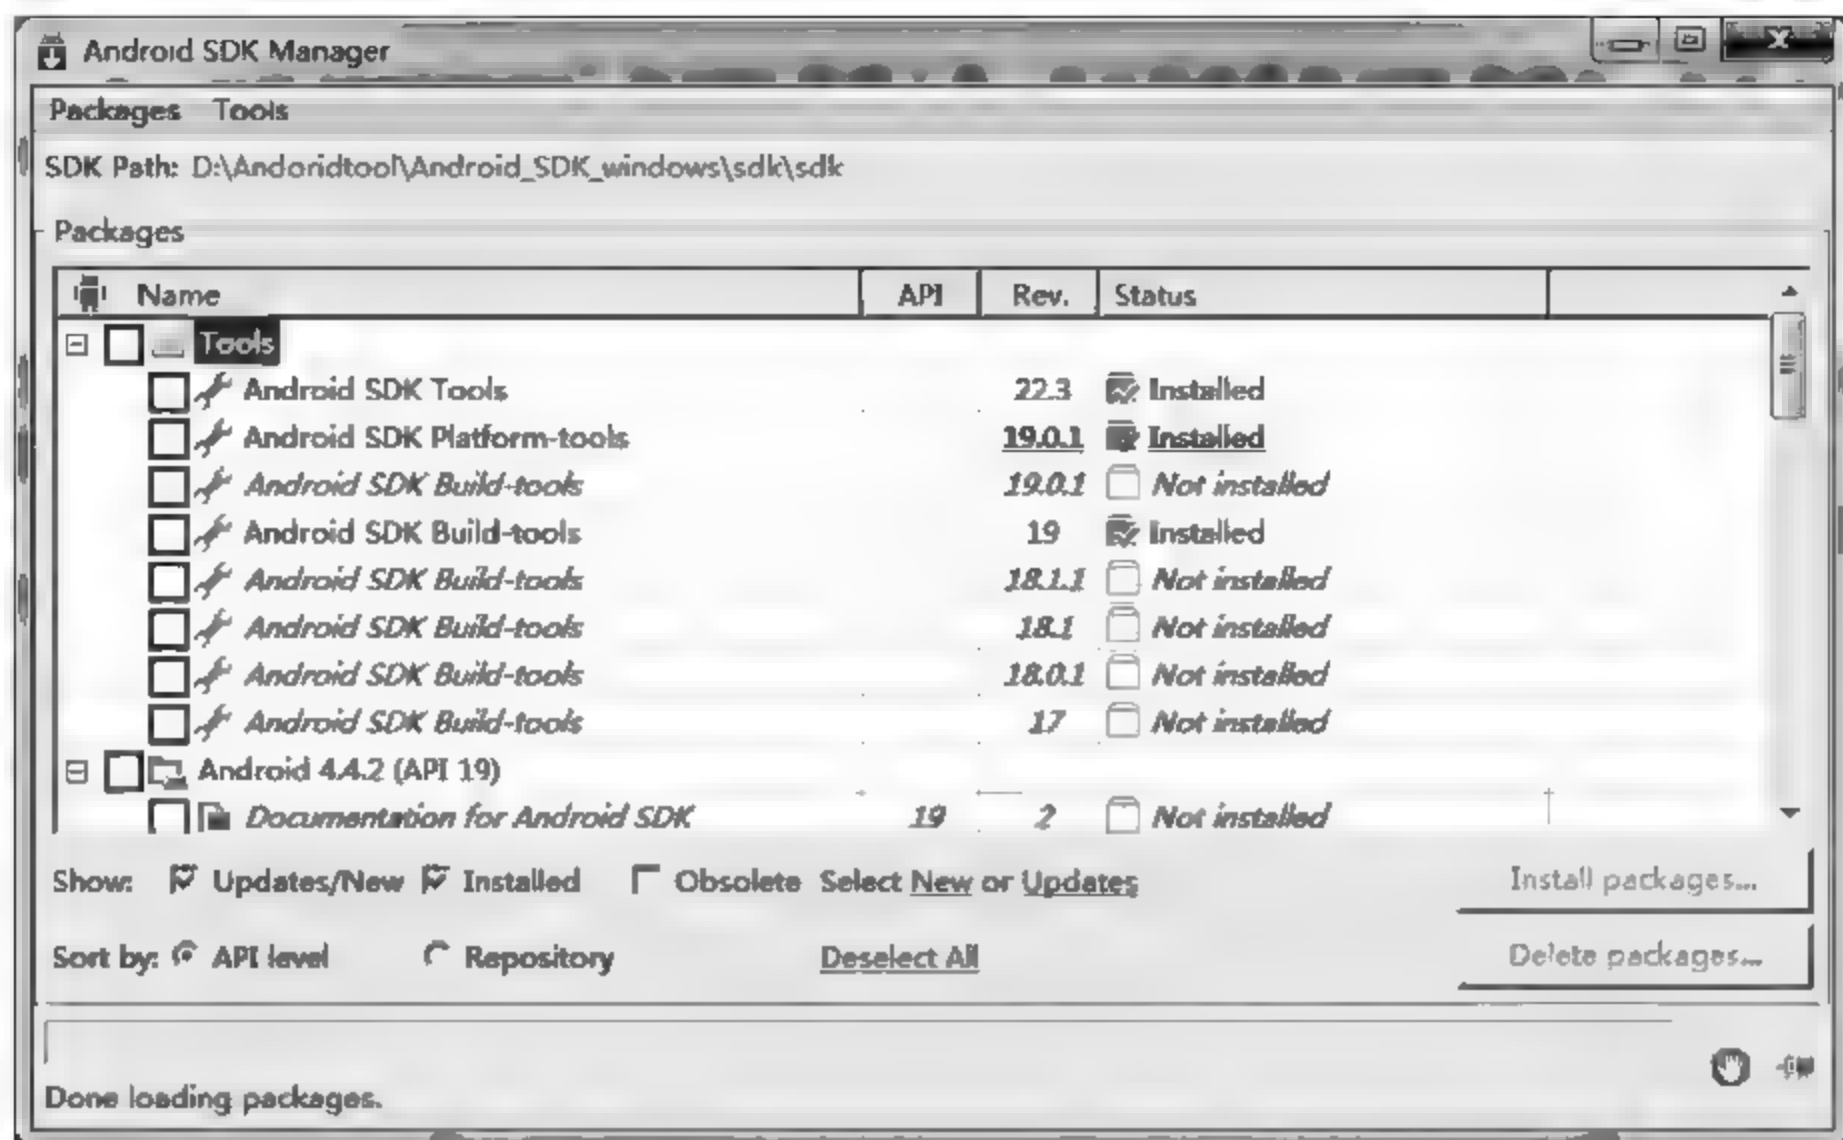 Android SDK Manager
Packages Tools
SDK Path: D:\Andoridtool\Android_SDK_windows\sdk\sdk
Packages
Name API Rev. Status
Tools
Android SDK Tools 22.3 Installed
Android SDK Platform-tools 19.0.1 Installed
Android SDK Build-tools 19.0.1 Not installed
Android SDK Build-tools 19 Installed
Android SDK Build-tools 18.1.1 Not installed
Android SDK Build-tools 18.1 Not installed
Android SDK Build-tools 18.0.1 Not installed
Android SDK Build-tools 17 Not installed
Android 4.4.2 (API 19)
Documentation for Android SDK 19 2 Not installed
Show: Updates/New Installed Obsolete Select New or Updates Install packages...
Sort by: API level Repository Deselect All Delete packages...
Done loading packages.